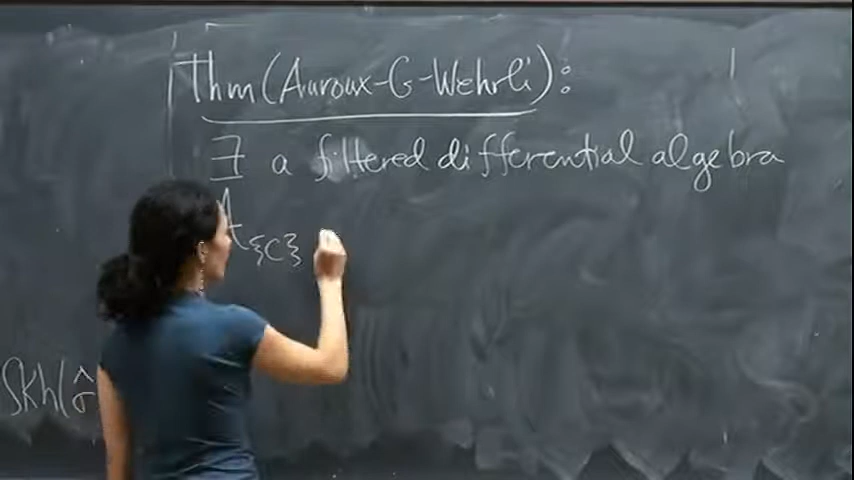 Thm (Auroux-G-Wehrli):
∃ a filtered differential algebra
A_{C}
Skh(σ̂